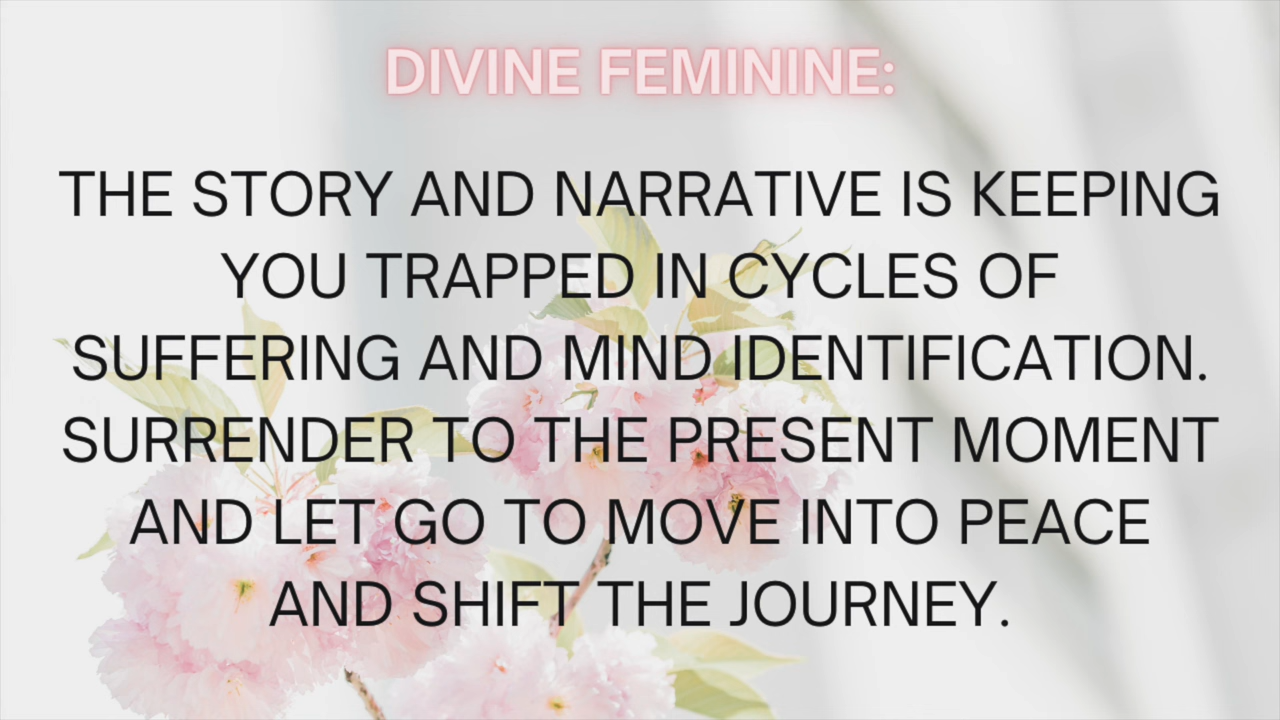 DIVINE FEMININE:
THE STORY AND NARRATIVE IS KEEPING
YOU TRAPPED IN CYCLES OF
SUFFERING AND MIND IDENTIFICATION.
SURRENDER TO THE PRESENT MOMENT
AND LET GO TO MOVE INTO PEACE
AND SHIFT THE JOURNEY.